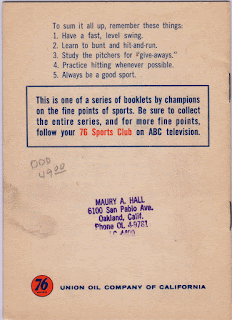 To sum it all up, remember these things:
1. Have a fast, level swing.
2. Learn to bunt and hit-and-run.
3. Study the pitchers for "give-aways."
4. Practice hitting whenever possible.
5. Always be a good sport.
This is one of a series of booklets by champions
on the fine points of sports. Be sure to collect
the entire series, and for more fine points,
follow your 76 Sports Club on ABC television.
MAURY A. HALL
6100 San Pablo Ave.
Oakland, Calif.
Phone OL 4-9781
76
UNION OIL COMPANY OF CALIFORNIA